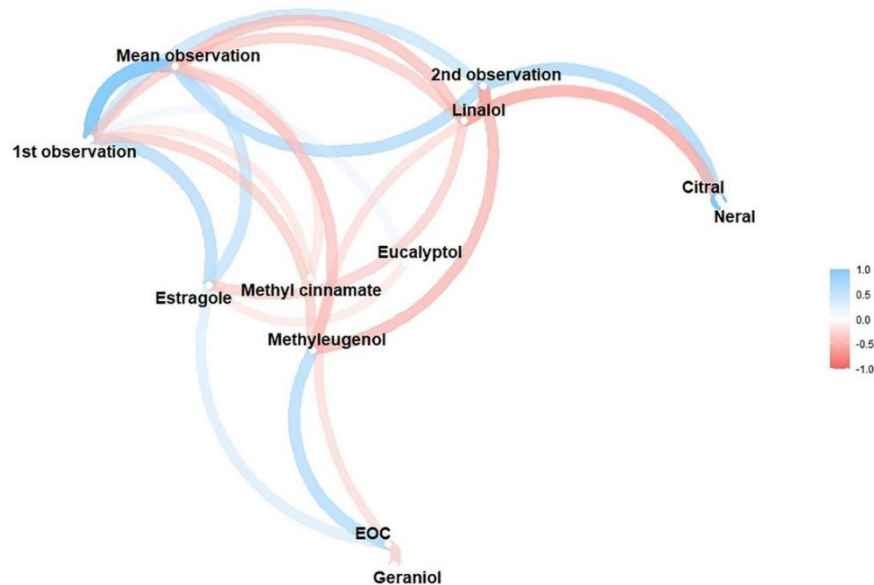 Mean observation
2nd observation
Linalol
1st observation
Citral
Neral
Eucalyptol
Methyl cinnamate
Estragole
Methyleugenol
EOC
Geraniol
1.0
0.5
0.0
-0.5
-1.0